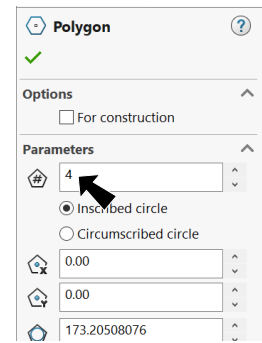 Polygon
?
Options
For construction
Parameters
#
4
Inscribed circle
Circumscribed circle
X
0.00
Y
0.00
173.20508076